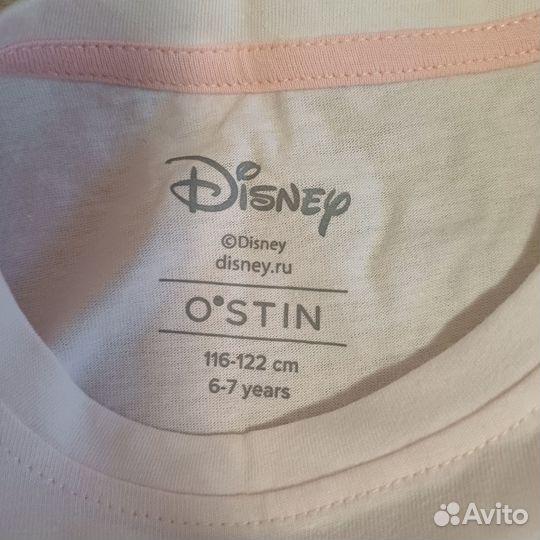 Disney
©Disney
disney.ru
O'STIN
116-122 cm
6-7 years
Avito